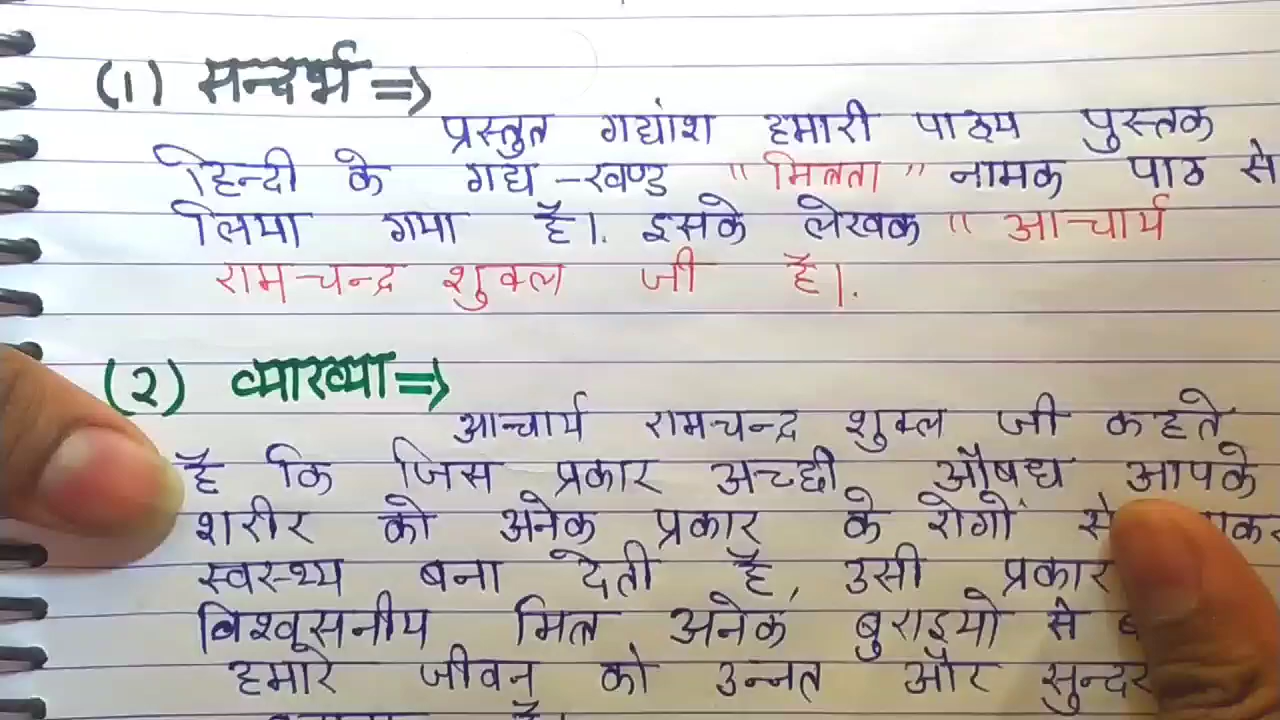 (1) सन्दर्भ =>
प्रस्तुत गद्यांश हमारी पाठ्य पुस्तक
हिन्दी के गद्य-खण्ड "मित्रता" नामक पाठ से
लिया गया है। इसके लेखक "आचार्य
रामचन्द्र शुक्ल जी है।
(२) व्याख्या =>
आचार्य रामचन्द्र शुक्ल जी कहते
है कि जिस प्रकार अच्छी औषध आपके
शरीर को अनेक प्रकार के रोगों से
स्वस्थ्य बना देती है, उसी प्रकार
विश्वसनीय मित्र अनेक बुराइयो से
हमारे जीवन को उन्नत और सुन्दर
है।